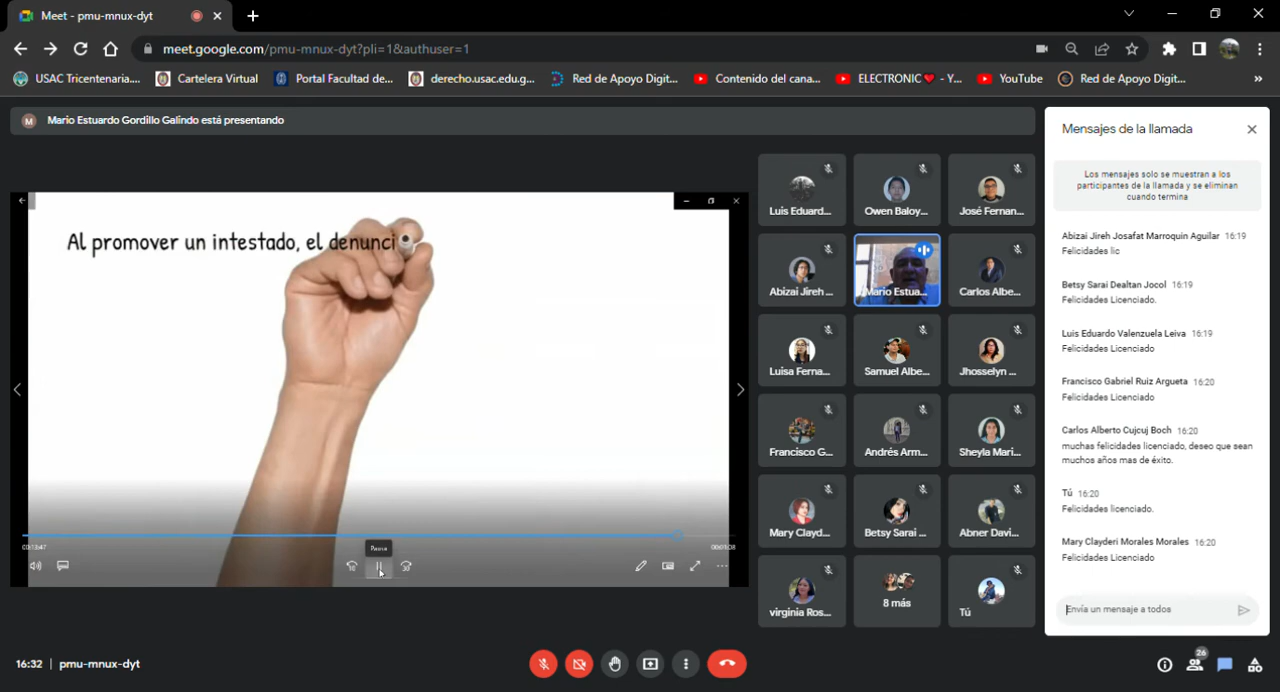 Meet - pmu-mnux-dyt
meet.google.com/pmu-mnux-dyt?pli=1&authuser=1
USAC Tricentenaria....
Cartelera Virtual
Portal Facultad de...
derecho.usac.edu.g...
Red de Apoyo Digit...
Contenido del cana...
ELECTRONIC❤ - Y...
YouTube
Red de Apoyo Digit...
»
M
Mario Estuardo Gordillo Galindo está presentando
Al promover un intestado, el denunci
00:13:47
Pausa
10
30
00:01:08
Luis Eduard...
Owen Baloy...
José Fernan...
Abizai Jireh ...
Mario Estua...
Carlos Albe...
Luisa Ferna...
Samuel Albe...
Jhosselyn ...
Francisco G...
Andrés Arm...
Sheyla Mari...
Mary Clayd...
Betsy Sarai ...
Abner Davi...
virginia Ros...
8 más
Tú
Mensajes de la llamada
Los mensajes solo se muestran a los
participantes de la llamada y se eliminan
cuando termina
Abizai Jireh Josafat Marroquin Aguilar 16:19
Felicidades lic
Betsy Sarai Dealtan Jocol 16:19
Felicidades Licenciado.
Luis Eduardo Valenzuela Leiva 16:19
Felicidades Licenciado
Francisco Gabriel Ruiz Argueta 16:20
Felicidades Licenciado
Carlos Alberto Cujcuj Boch 16:20
muchas felicidades licenciado, deseo que sean
muchos años mas de éxito.
Tú 16:20
Felicidades licenciado.
Mary Clayderi Morales Morales 16:20
Felicidades Licenciado
Envía un mensaje a todos
16:32 | pmu-mnux-dyt
26